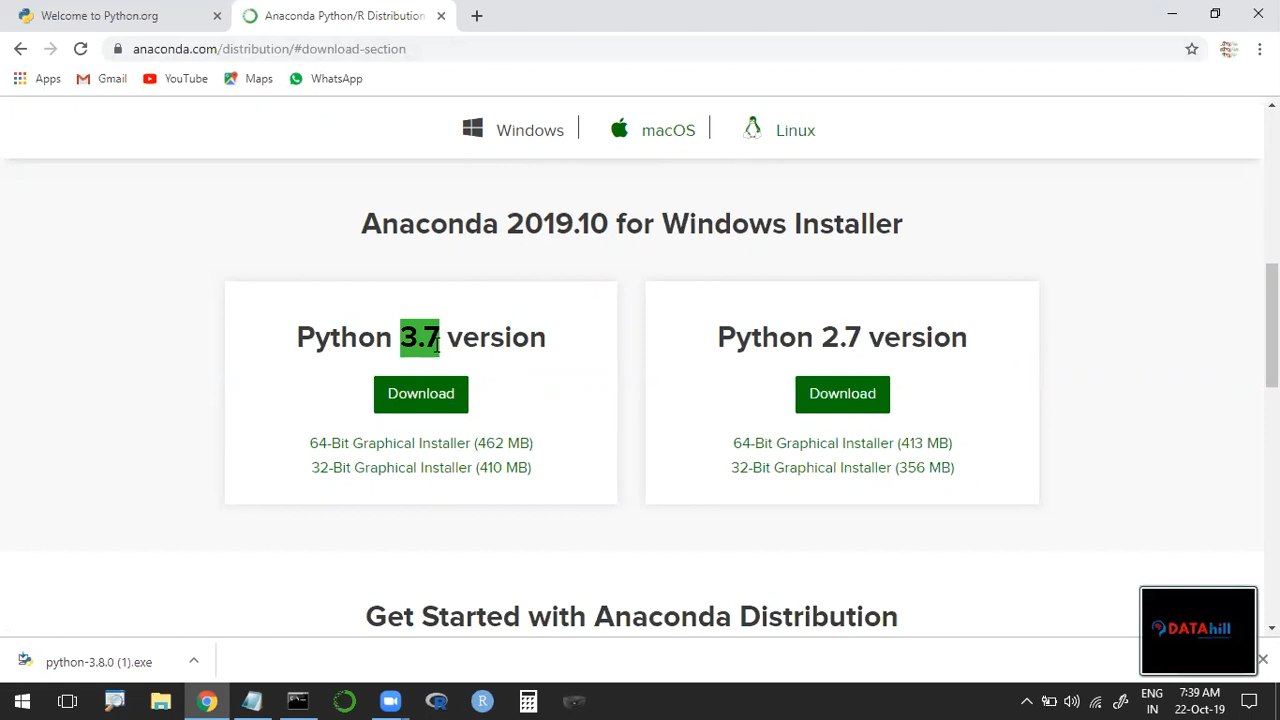 Welcome to Python.org
Anaconda Python/R Distribution
anaconda.com/distribution/#download-section
Apps
Gmail
YouTube
Maps
WhatsApp
Windows
macOS
Linux
Anaconda 2019.10 for Windows Installer
Python 3.7 version
Download
64-Bit Graphical Installer (462 MB)
32-Bit Graphical Installer (410 MB)
Python 2.7 version
Download
64-Bit Graphical Installer (413 MB)
32-Bit Graphical Installer (356 MB)
Get Started with Anaconda Distribution
DATAhill
python-3.8.0 (1).exe
R
R
ENG
IN
7:39 AM
22-Oct-19